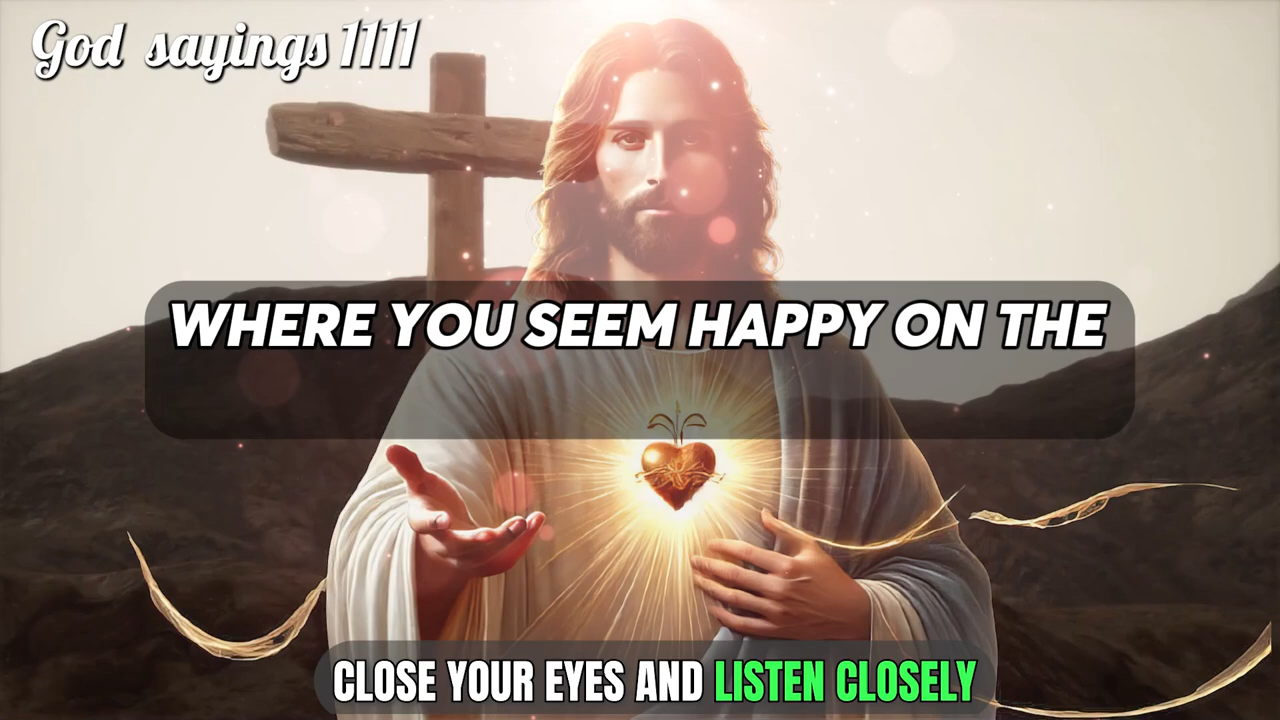 God sayings 1111
WHERE YOU SEEM HAPPY ON THE
CLOSE YOUR EYES AND LISTEN CLOSELY